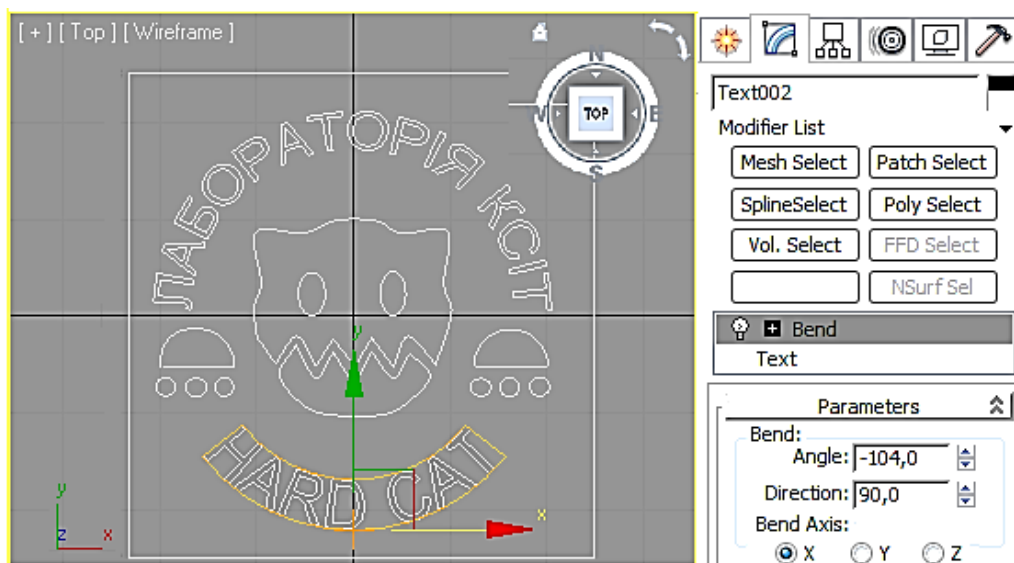 [ + ] [ Top ] [ Wireframe ]
N
W
TOP
E
S
ЛАБОРАТОРІЯ КСІТ
y
HARD CAT
x
y
z
x
Text002
Modifier List
Mesh Select
Patch Select
SplineSelect
Poly Select
Vol. Select
FFD Select
NSurf Sel
Bend
Text
Parameters
Bend:
Angle: -104,0
Direction: 90,0
Bend Axis:
X Y Z